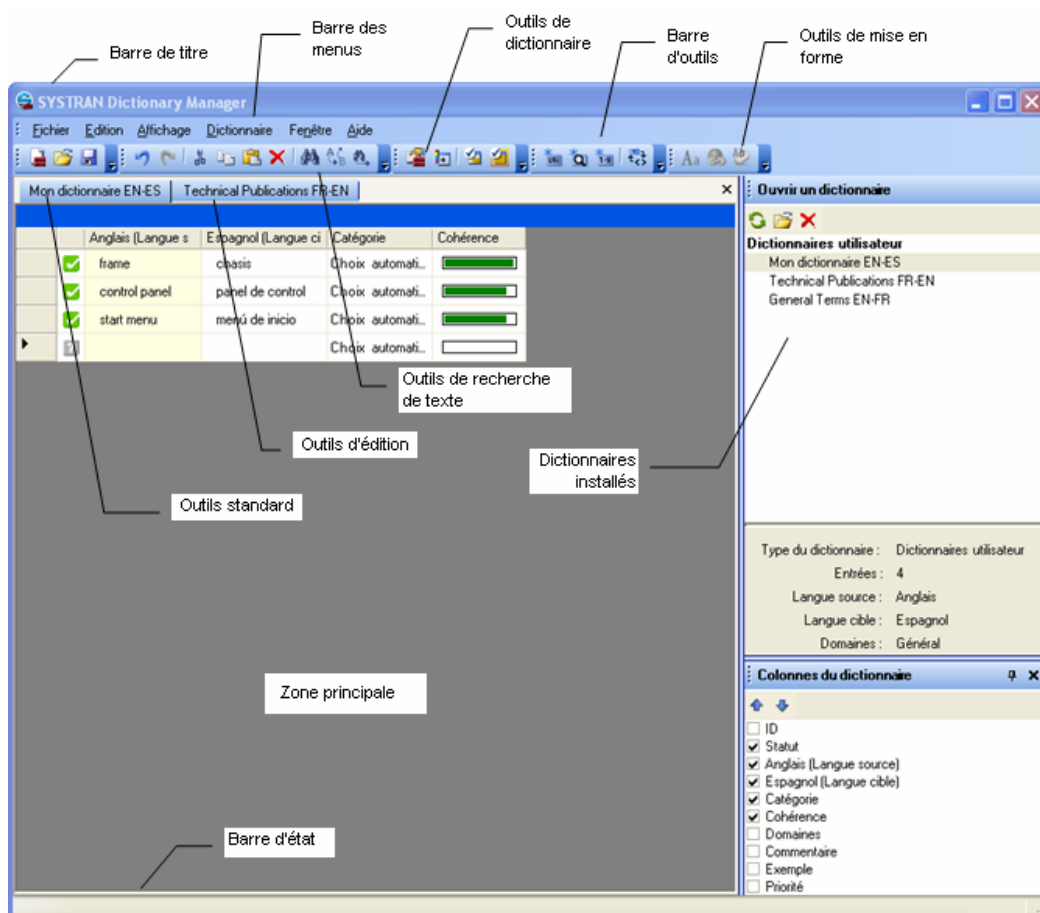 Outils de
dictionnaire
Barre des
menus
Barre
d'outils
Outils de mise en
forme
Barre de titre
SYSTRAN Dictionary Manager
Fichier Edition Affichage Dictionnaire Fenêtre Aide
Mon dictionnaire EN-ES Technical Publications FR-EN
Ouvrir un dictionnaire
Anglais (Langue s Espagnol (Langue ci Catégorie Cohérence
frame chasis Choix automati...
control panel panel de control Choix automati...
start menu menú de inicio Choix automati...
Choix automati...
Dictionnaires utilisateur
Mon dictionnaire EN-ES
Technical Publications FR-EN
General Terms EN-FR
Outils de recherche
de texte
Outils d'édition
Dictionnaires
installés
Outils standard
Type du dictionnaire : Dictionnaires utilisateur
Entrées : 4
Langue source : Anglais
Langue cible : Espagnol
Domaines : Général
Zone principale
Colonnes du dictionnaire
ID
Statut
Anglais (Langue source)
Espagnol (Langue cible)
Catégorie
Cohérence
Domaines
Commentaire
Exemple
Priorité
Barre d'état